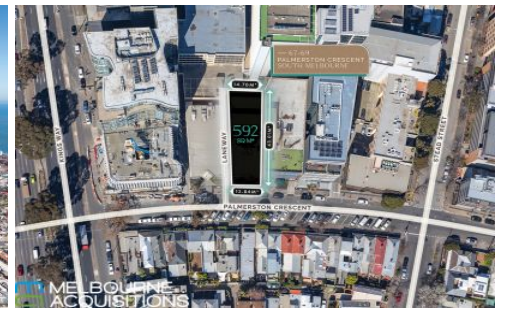 67-69
PALMERSTON CRESCENT
SOUTH MELBOURNE
14.70M*
592
SQ M*
LANEWAY
KINGS WAY
STEAD STREET
12.84M*
PALMERSTON CRESCENT
MELBOURNE
ACQUISITIONS